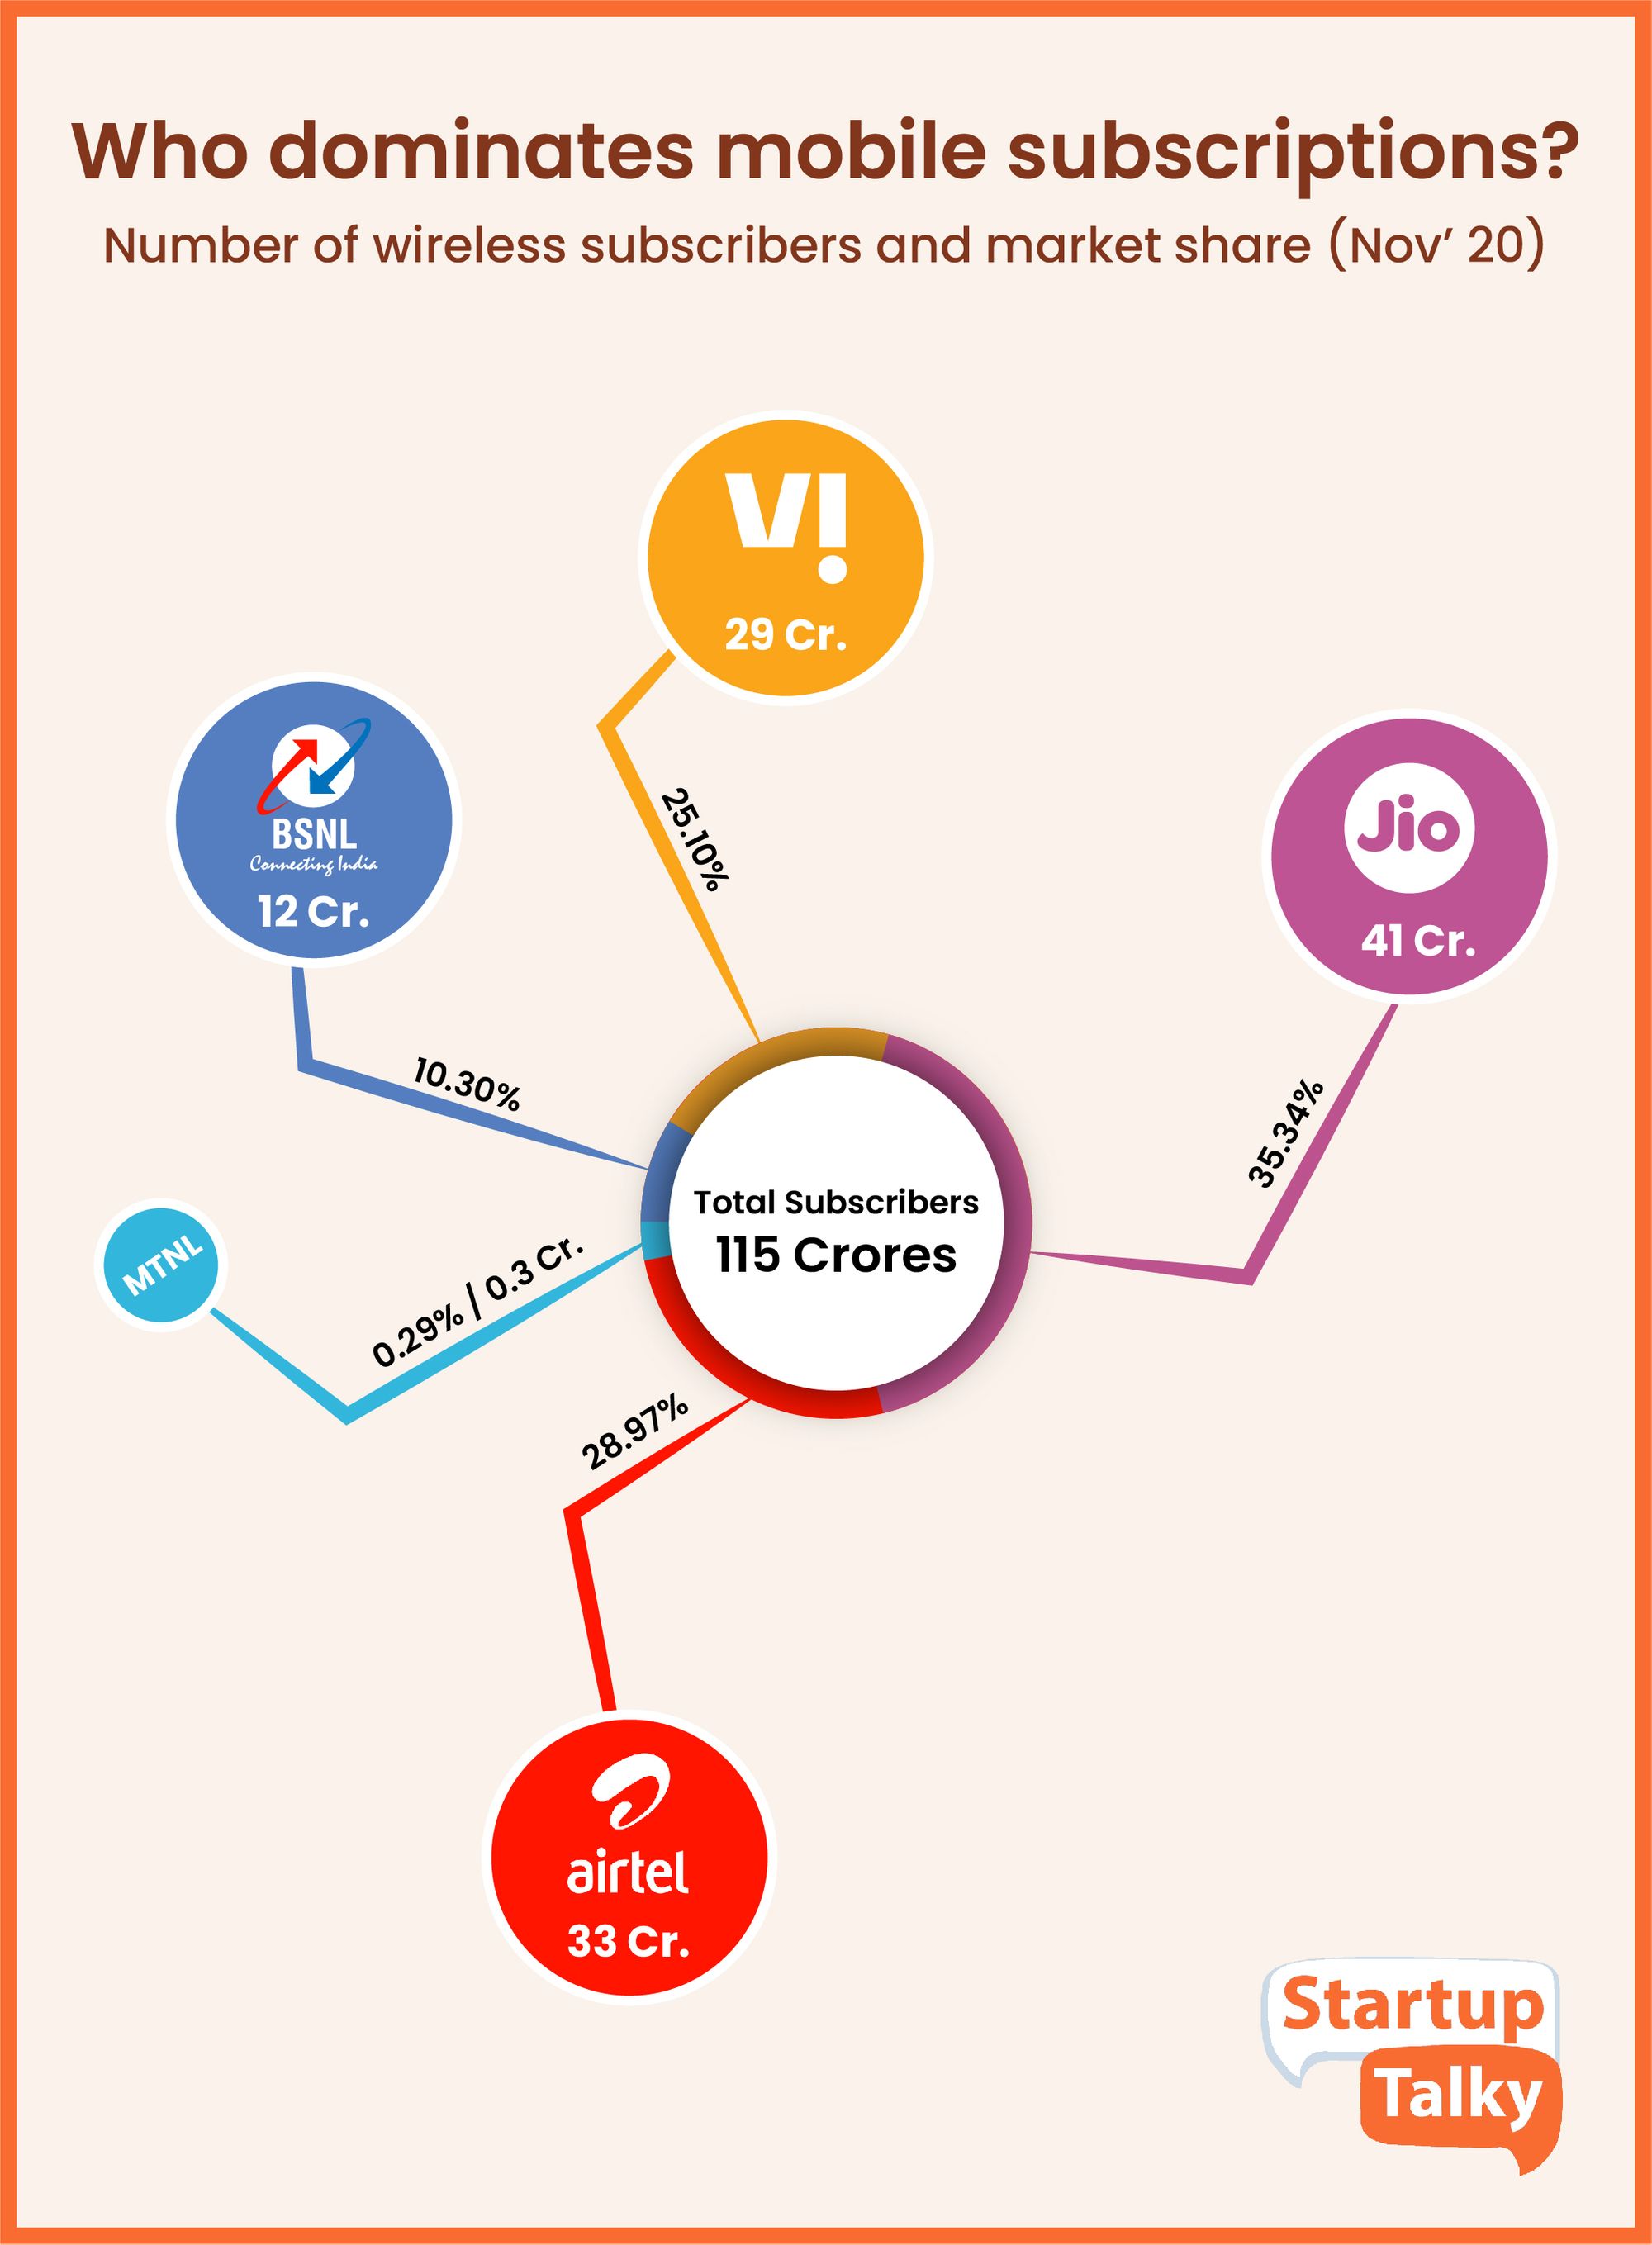 Who dominates mobile subscriptions?
Number of wireless subscribers and market share (Nov’ 20)
VI
29 Cr.
25.10%
BSNL
Connecting India
12 Cr.
10.30%
Jio
41 Cr.
35.34%
Total Subscribers
115 Crores
MTNL
0.29% / 0.3 Cr.
28.97%
airtel
33 Cr.
Startup
Talky